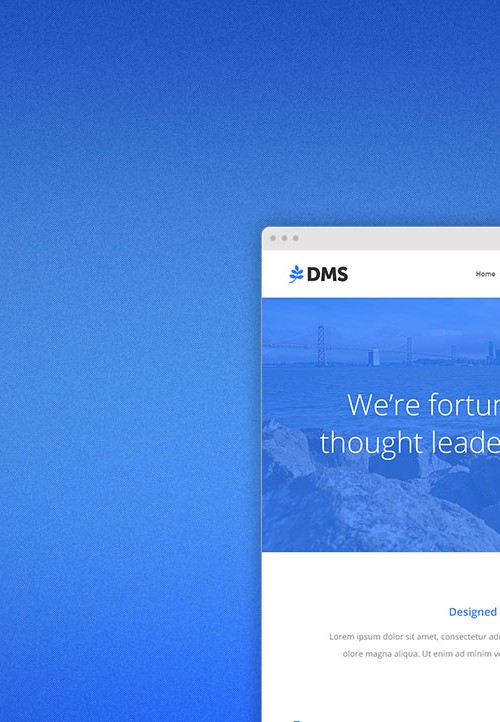 DMS
Home
We're fortun
thought leade
Designed
Lorem ipsum dolor sit amet, consectetur adi
olore magna aliqua. Ut enim ad minim ve